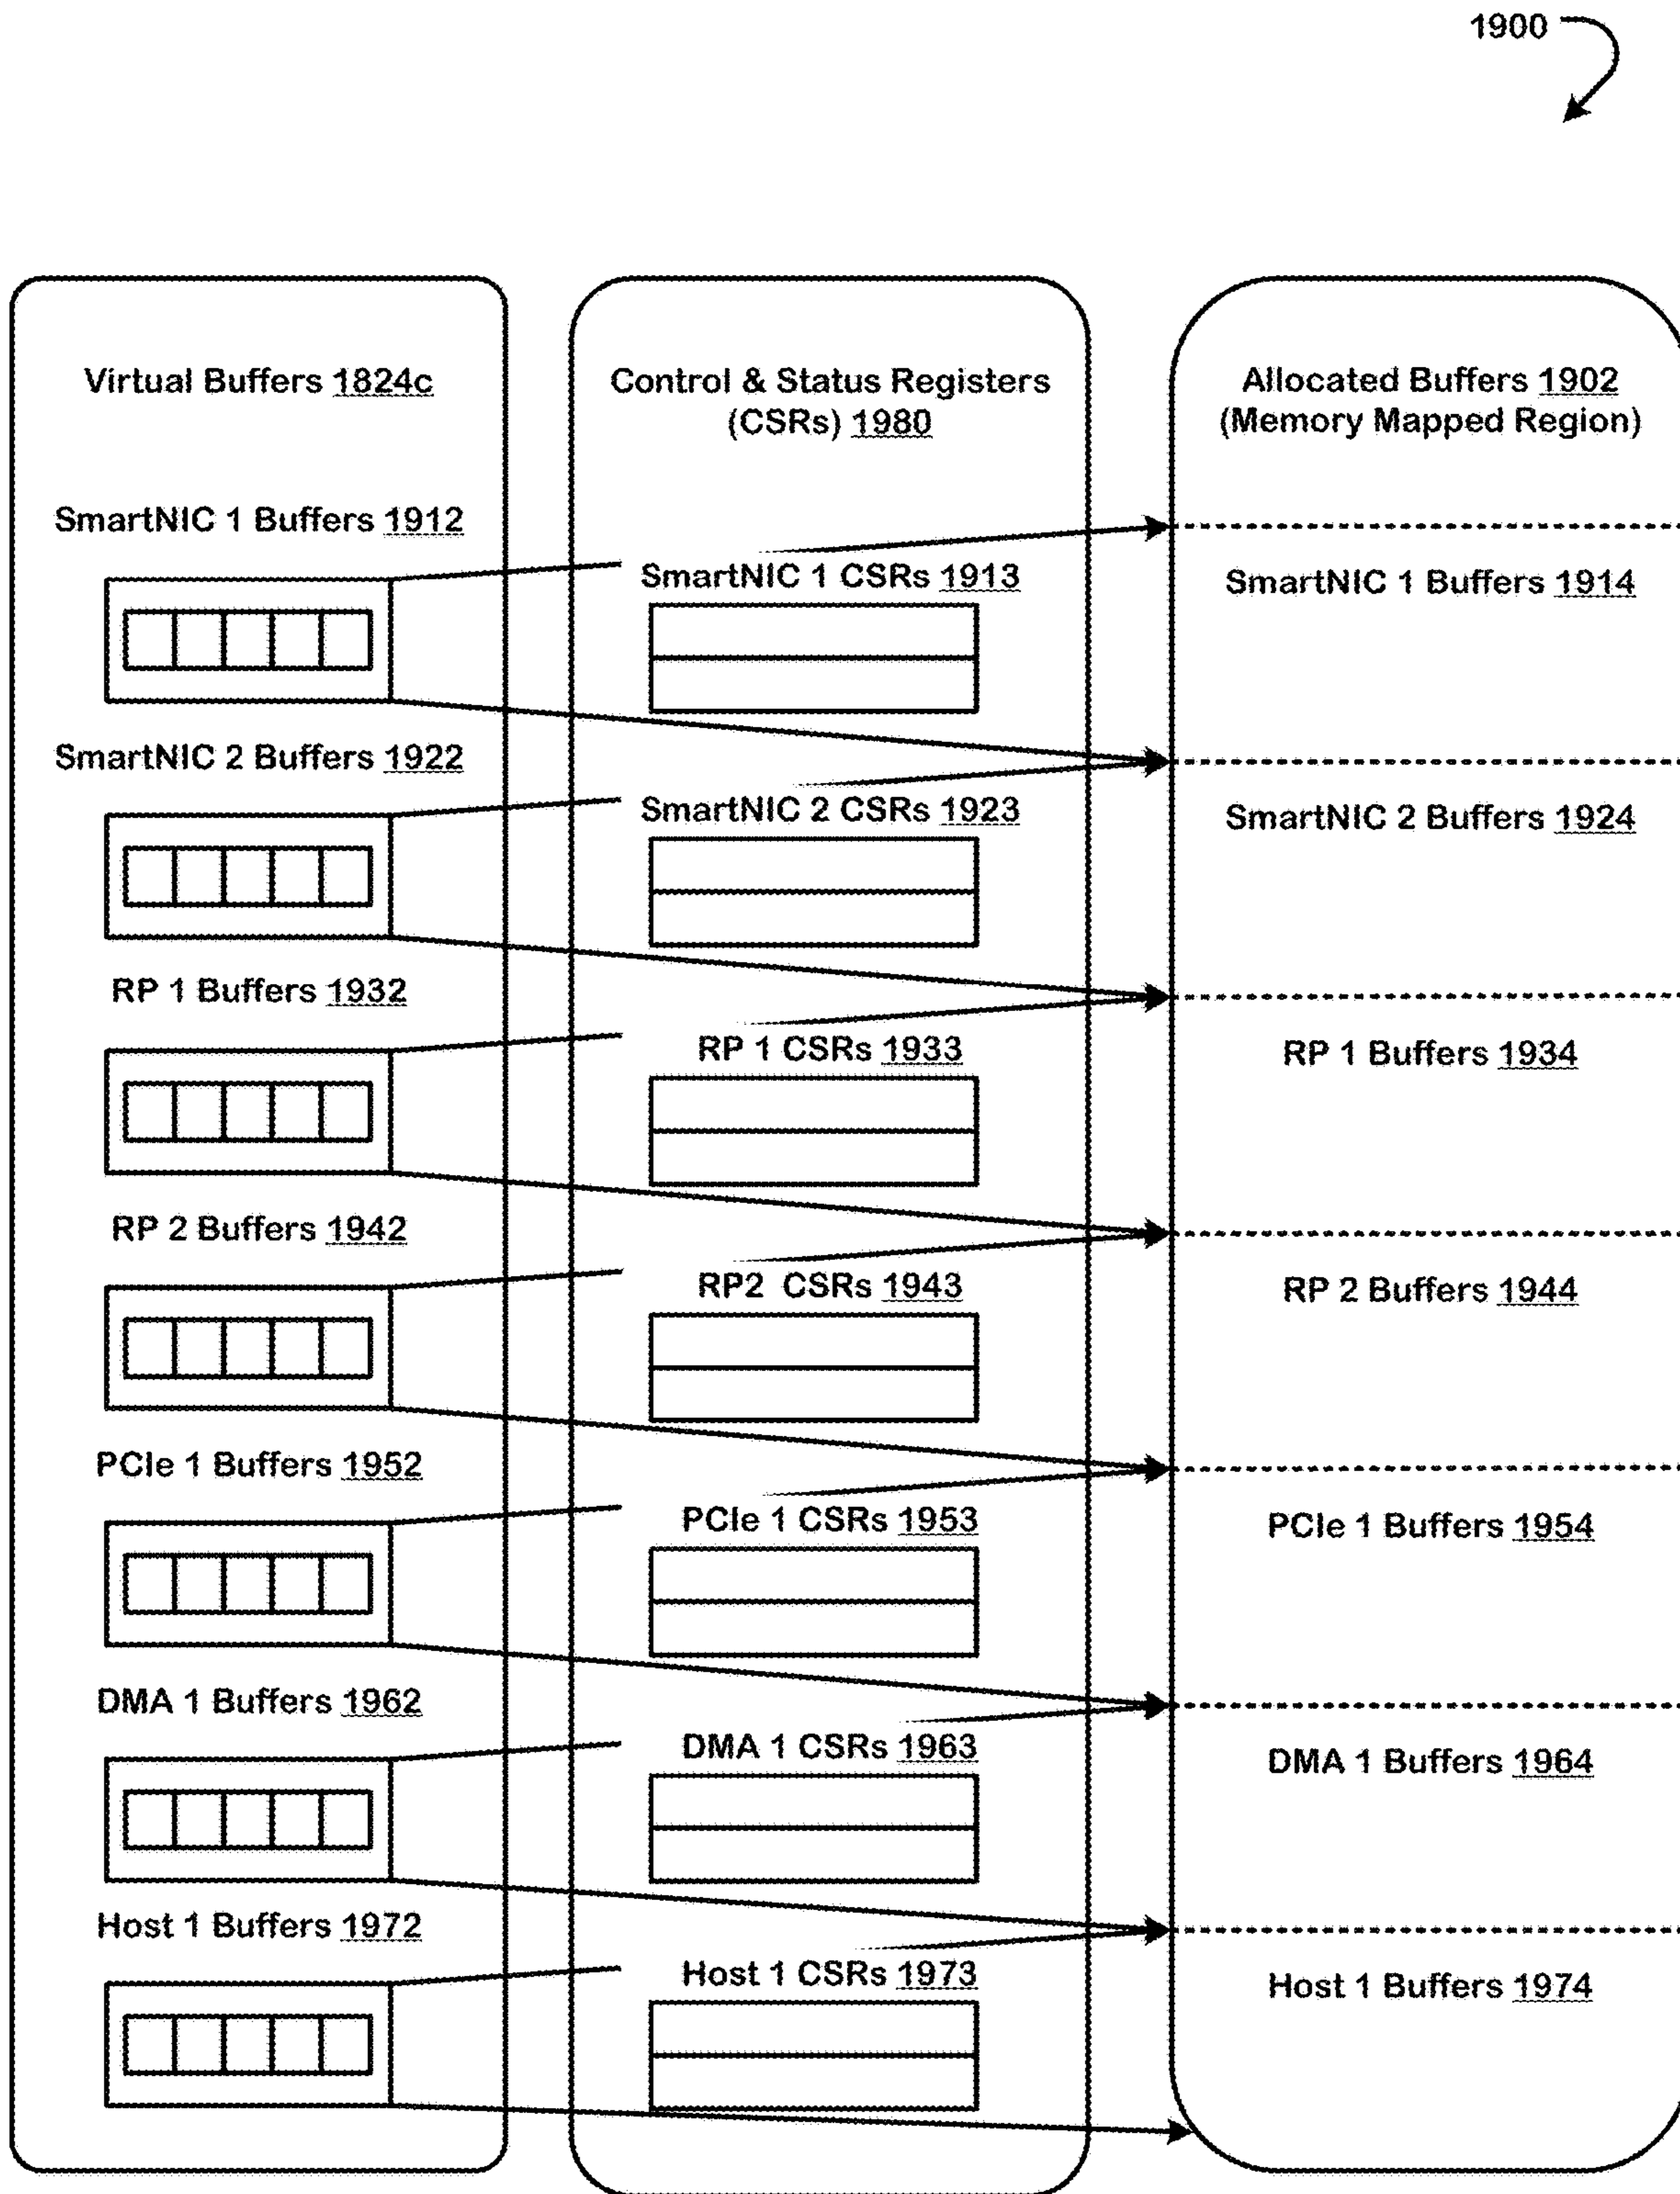 1900
Virtual Buffers 1824c
Control & Status Registers
(CSRs) 1980
Allocated Buffers 1902
(Memory Mapped Region)
SmartNIC 1 Buffers 1912
SmartNIC 1 CSRs 1913
SmartNIC 1 Buffers 1914
SmartNIC 2 Buffers 1922
SmartNIC 2 CSRs 1923
SmartNIC 2 Buffers 1924
RP 1 Buffers 1932
RP 1 CSRs 1933
RP 1 Buffers 1934
RP 2 Buffers 1942
RP2 CSRs 1943
RP 2 Buffers 1944
PCIe 1 Buffers 1952
PCIe 1 CSRs 1953
PCIe 1 Buffers 1954
DMA 1 Buffers 1962
DMA 1 CSRs 1963
DMA 1 Buffers 1964
Host 1 Buffers 1972
Host 1 CSRs 1973
Host 1 Buffers 1974